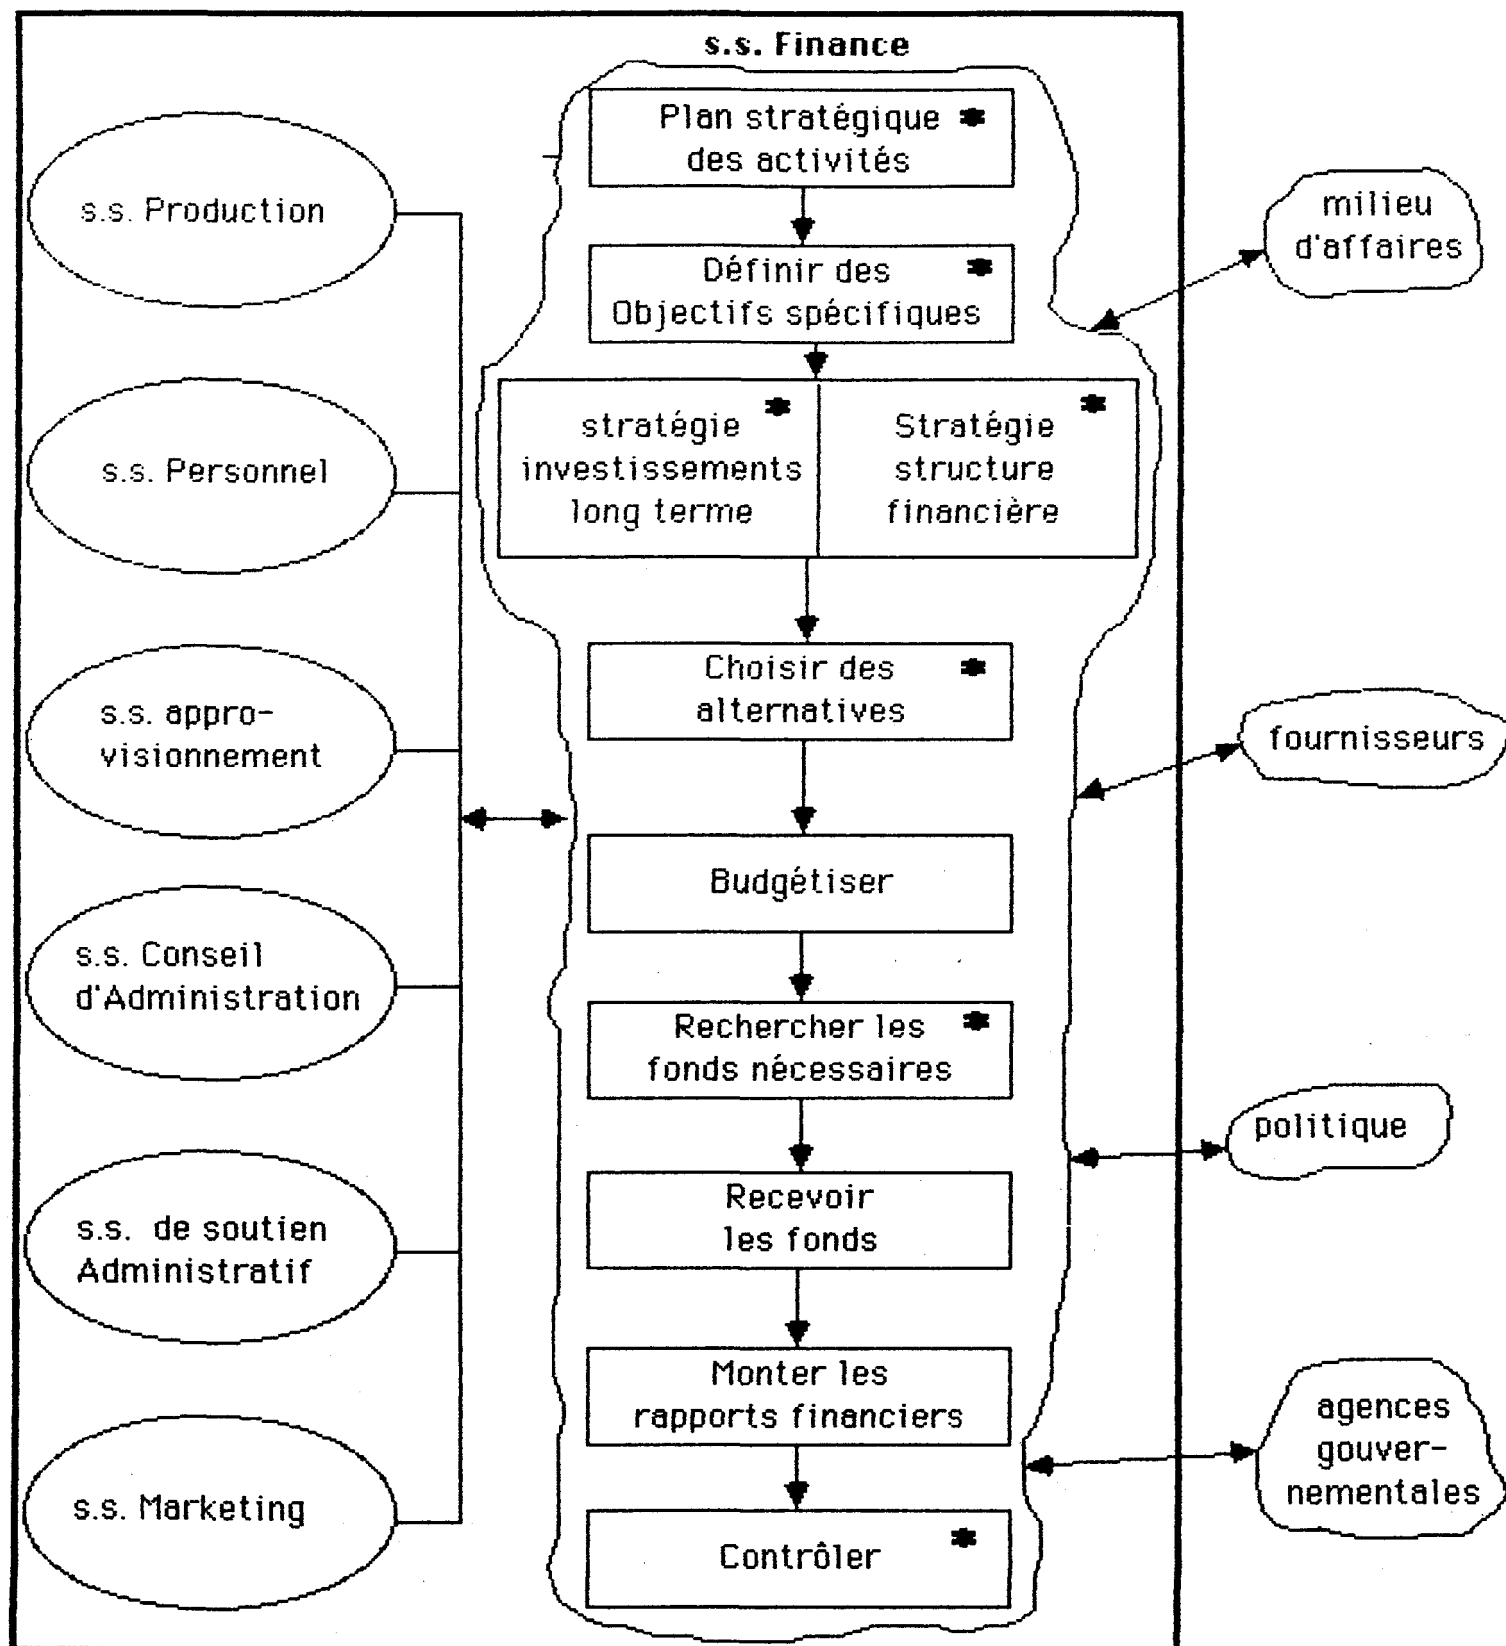 s.s. Finance
Plan stratégique *
des activités
Définir des *
Objectifs spécifiques
stratégie *
investissements
long terme
Stratégie *
structure
financière
Choisir des *
alternatives
Budgétiser
Rechercher les *
fonds nécessaires
Recevoir
les fonds
Monter les
rapports financiers
Contrôler *
s.s. Production
s.s. Personnel
s.s. appro-
visionnement
s.s. Conseil
d'Administration
s.s. de soutien
Administratif
s.s. Marketing
milieu
d'affaires
fournisseurs
politique
agences
gouver-
nementales